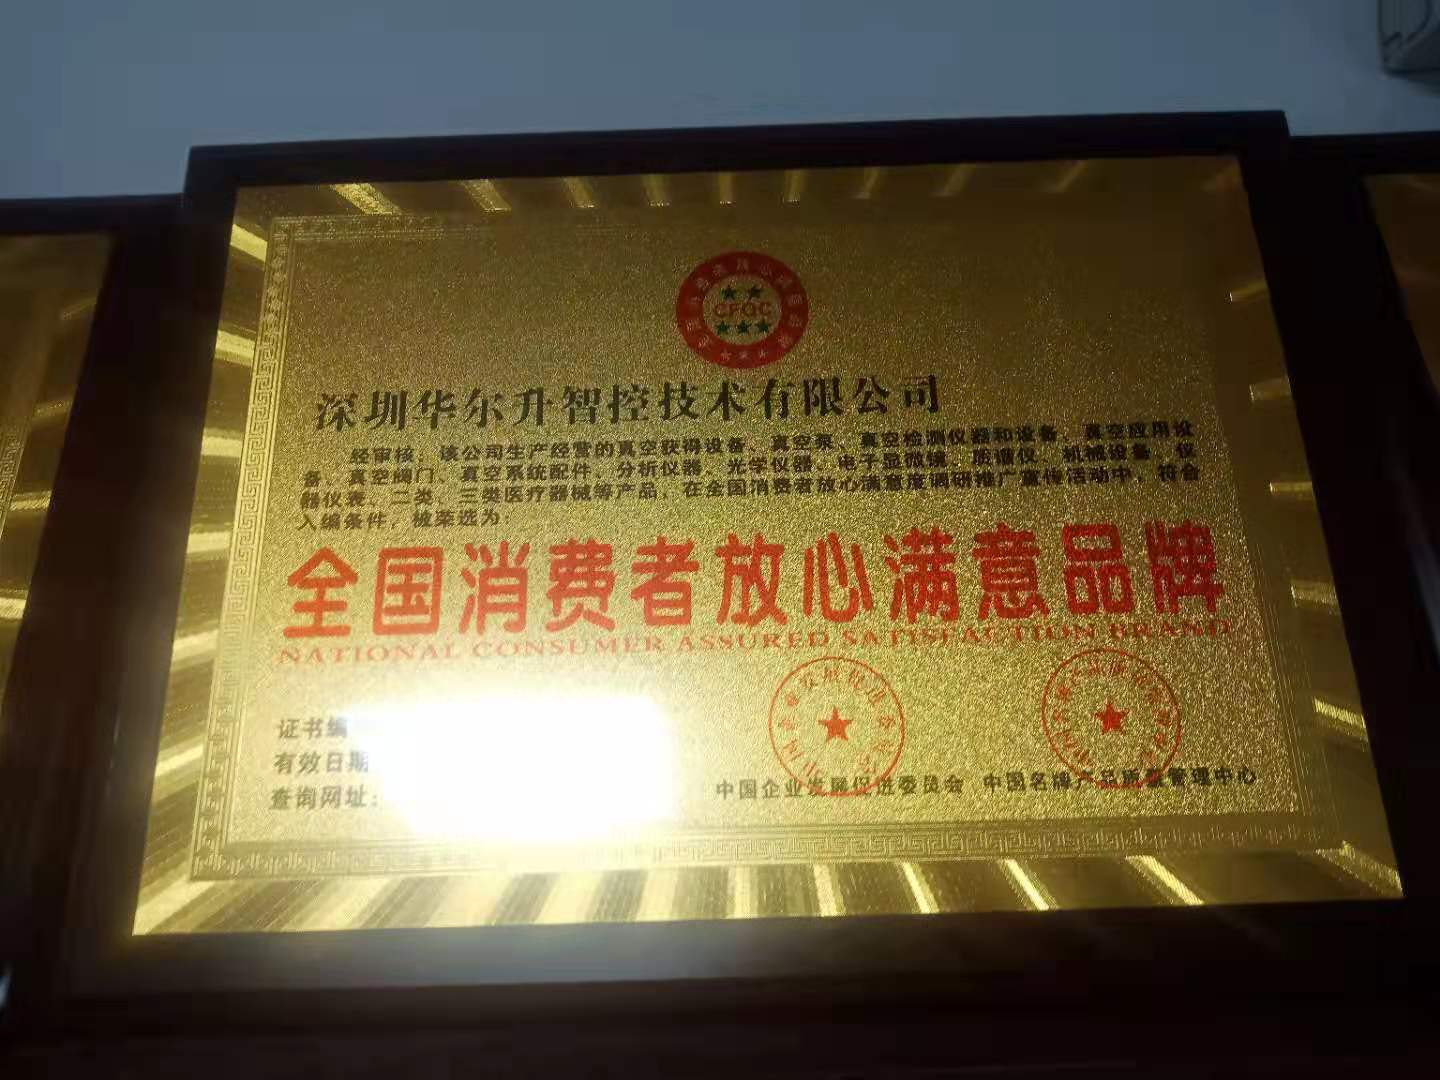 CFQC
深圳华尔升智控技术有限公司
经审核：该公司生产经营的真空获得设备、真空泵、真空检测仪器和设备、真空应用设
备、真空阀门、真空系统配件、分析仪器、光学仪器、电子显微镜、质谱仪、机械设备、仪
器仪表、二类、三类医疗器械等产品，在全国消费者放心满意度调研推广宣传活动中，符合
入编条件，被荣选为：
全国消费者放心满意品牌
NATIONAL CONSUMER ASSURED SATISFACTION BRAND
证书编
有效日期
查询网址：
中国企业发展促进委员会 中国名牌产品质量管理中心